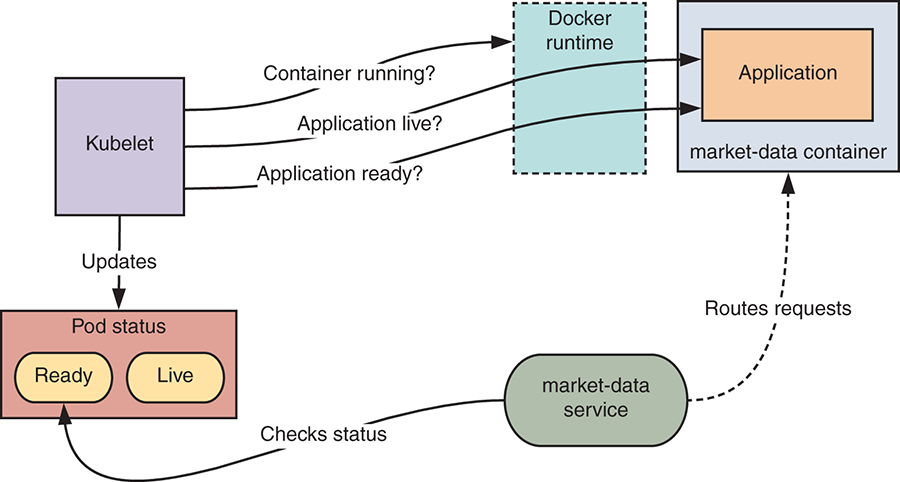 Docker
runtime
Application
market-data container
Container running?
Application live?
Application ready?
Kubelet
Updates
Pod status
Ready
Live
Routes requests
market-data
service
Checks status